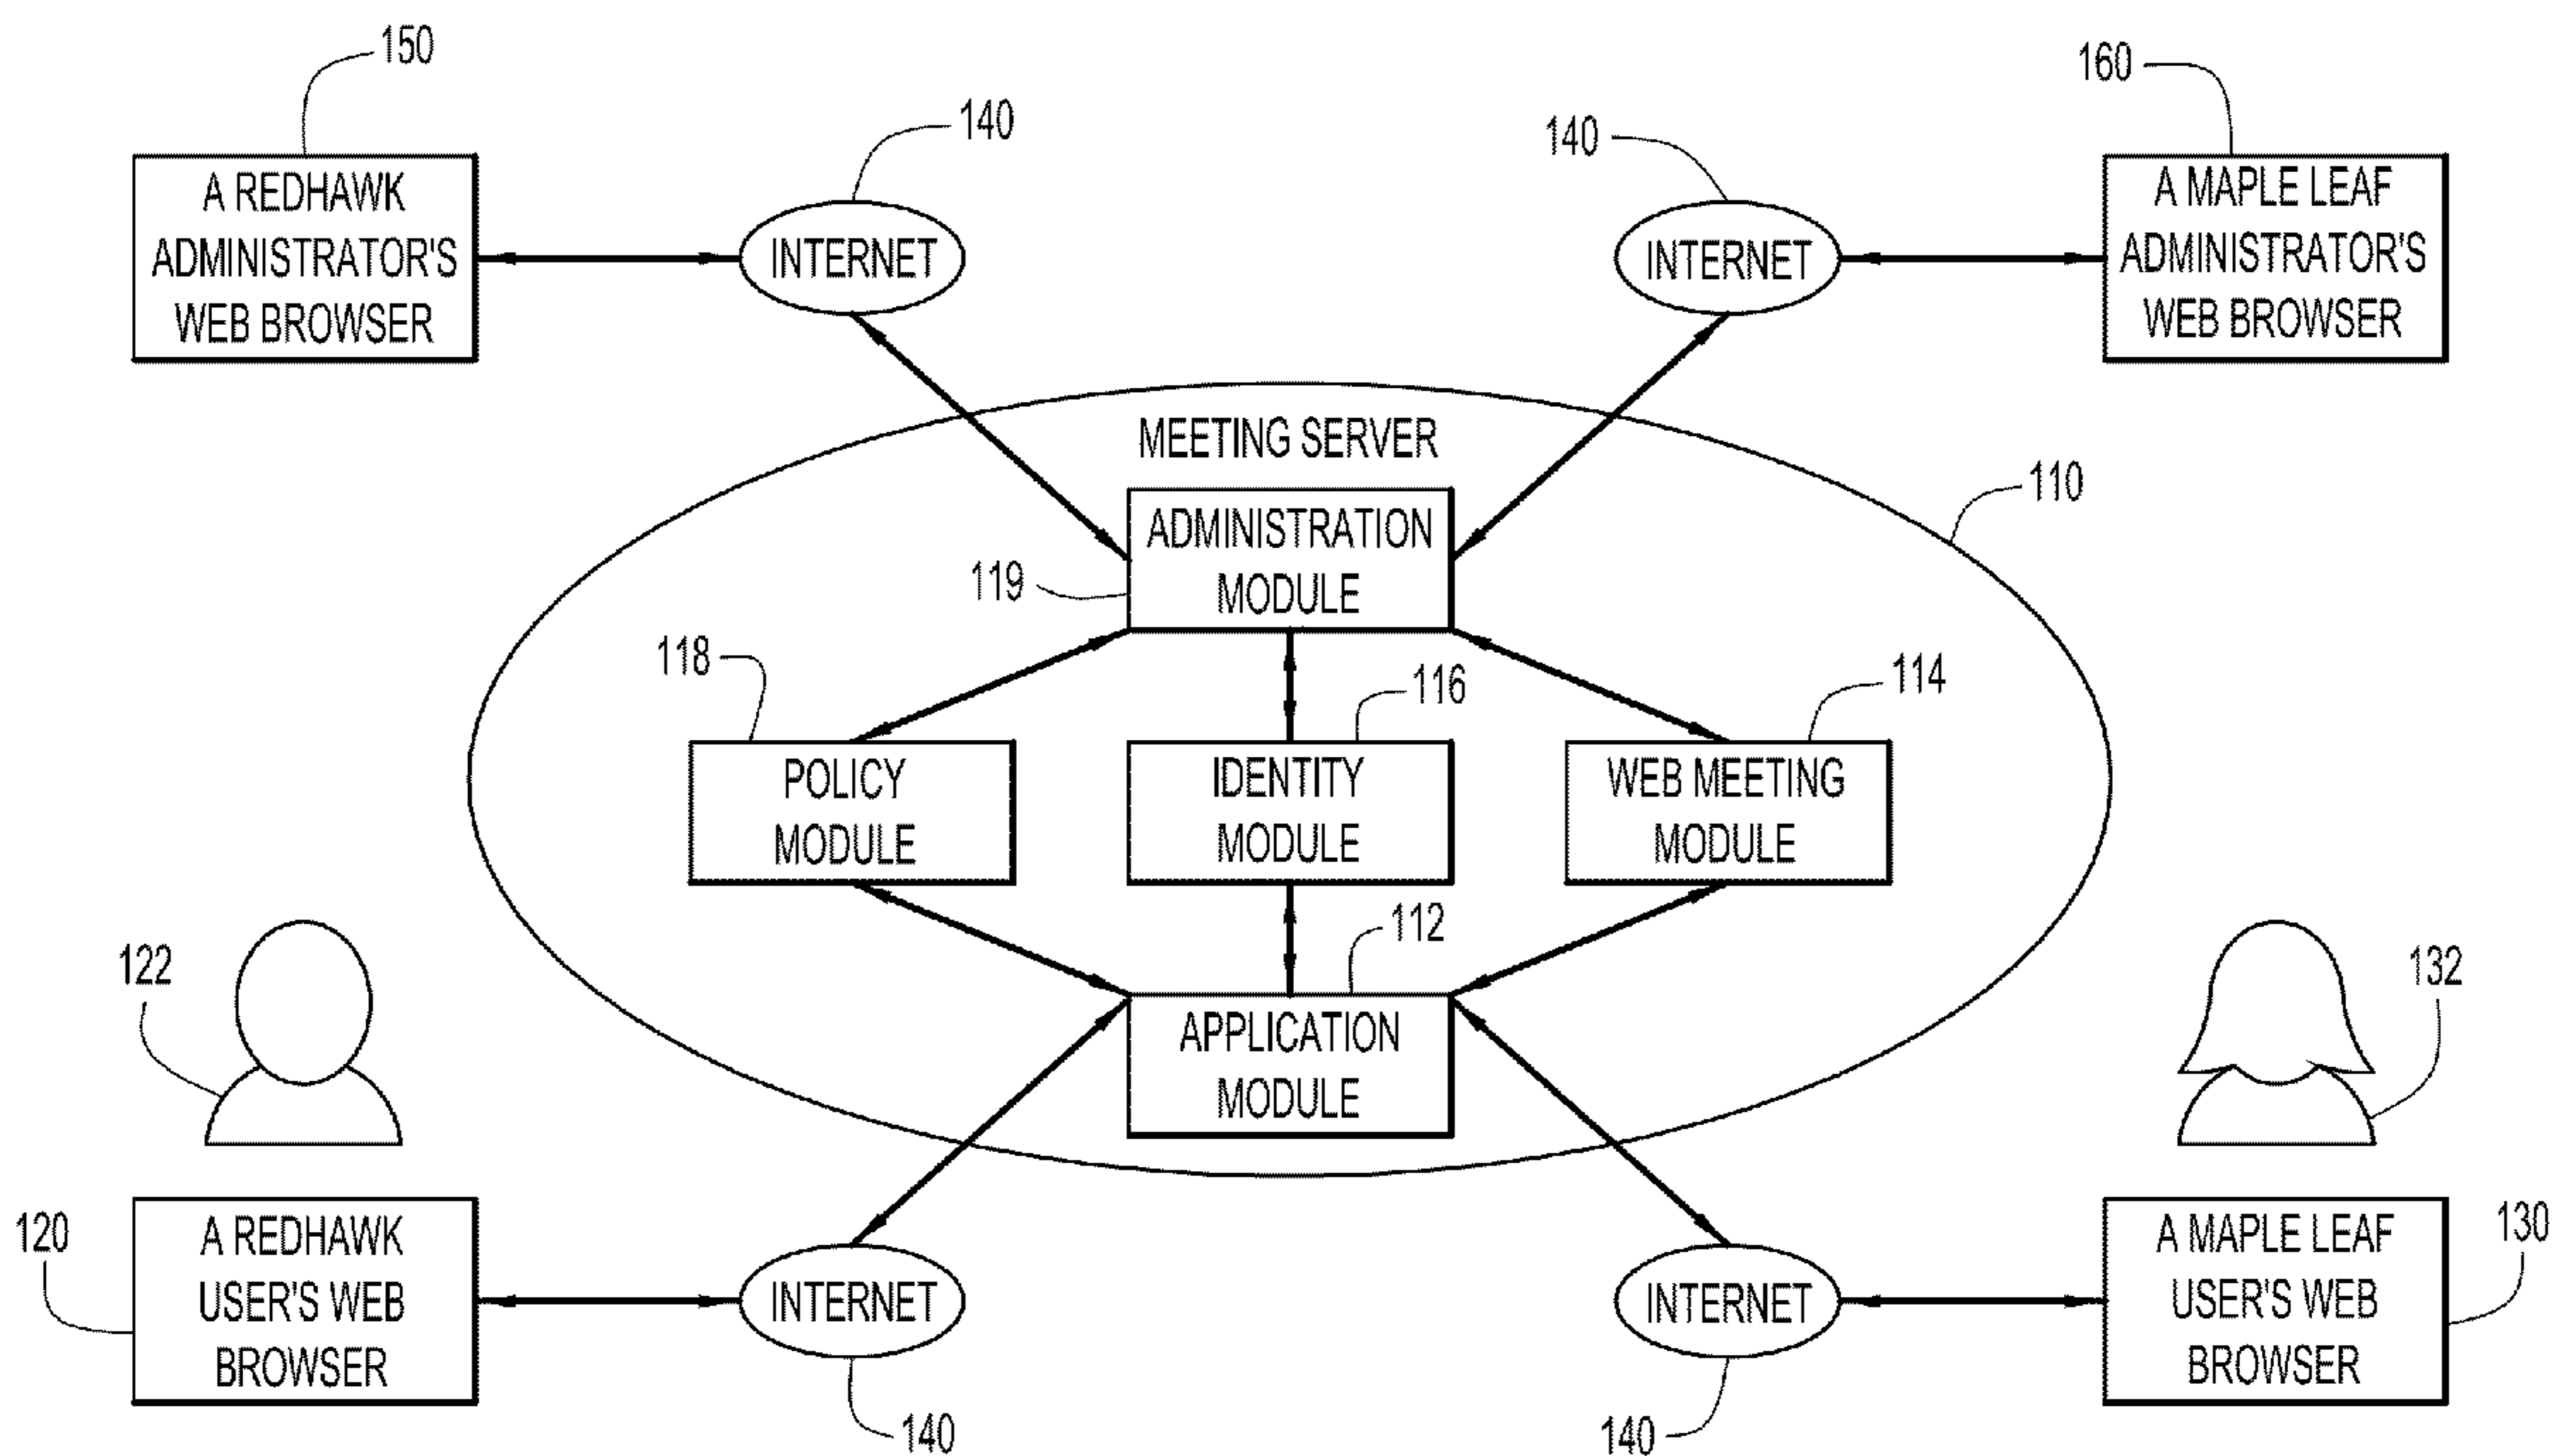 150
160
140
140
A REDHAWK
ADMINISTRATOR'S
WEB BROWSER
INTERNET
INTERNET
A MAPLE LEAF
ADMINISTRATOR'S
WEB BROWSER
MEETING SERVER
110
ADMINISTRATION
MODULE
119
118
116
114
POLICY
MODULE
IDENTITY
MODULE
WEB MEETING
MODULE
112
122
132
APPLICATION
MODULE
120
A REDHAWK
USER'S WEB
BROWSER
INTERNET
INTERNET
A MAPLE LEAF
USER'S WEB
BROWSER
130
140
140